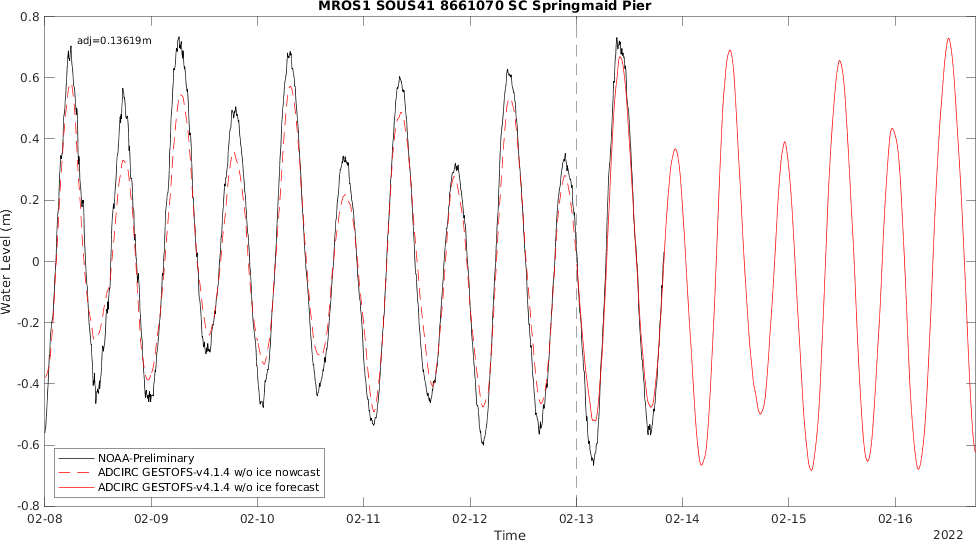 MROS1 SOUS41 8661070 SC Springmaid Pier
adj=0.13619m
0.8
0.6
0.4
0.2
0
-0.2
-0.4
-0.6
-0.8
Water Level (m)
NOAA-Preliminary
ADCIRC GESTOFS-v4.1.4 w/o ice nowcast
ADCIRC GESTOFS-v4.1.4 w/o ice forecast
02-08 02-09 02-10 02-11 02-12 02-13 02-14 02-15 02-16
Time
2022